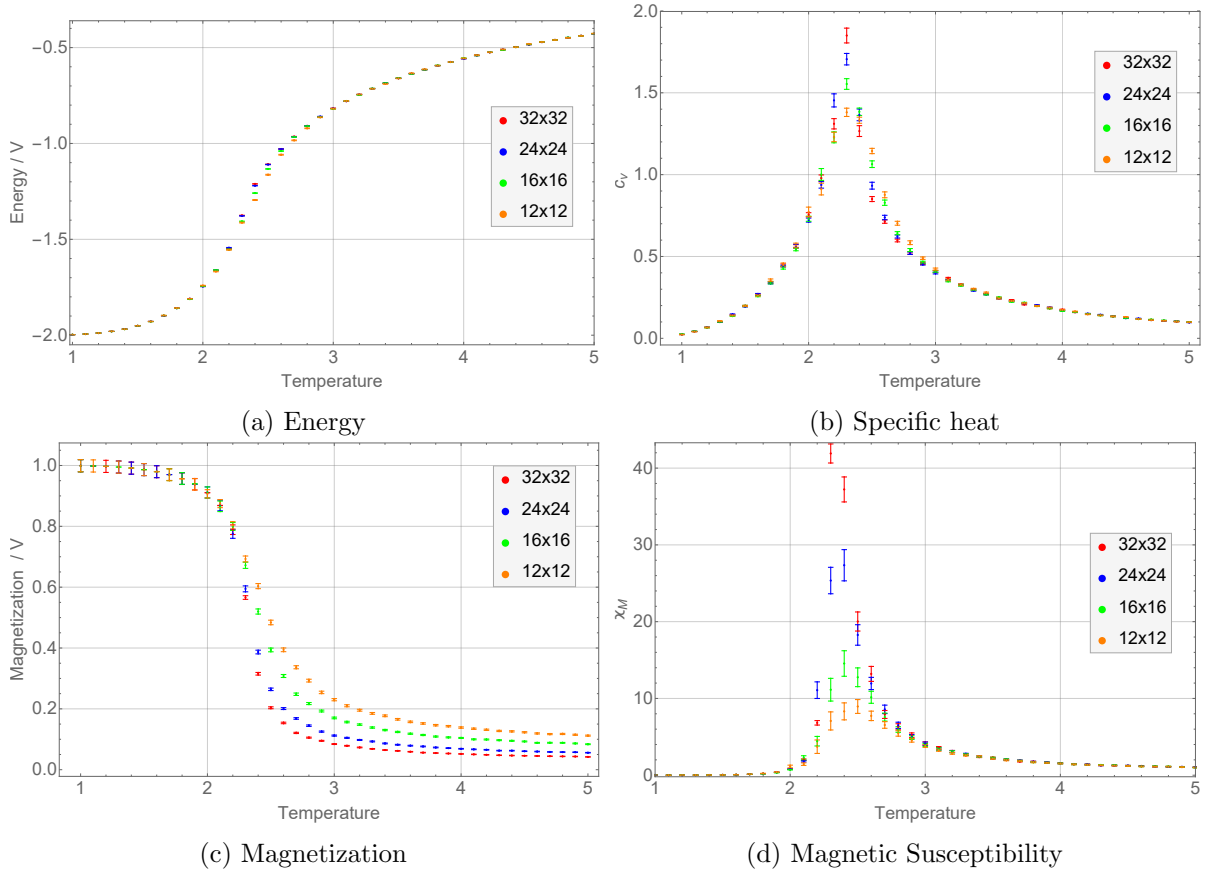 Energy / V
-0.5
-1.0
-1.5
-2.0
1 2 3 4 5
Temperature
32x32
24x24
16x16
12x12
(a) Energy
c_v
2.0
1.5
1.0
0.5
0.0
1 2 3 4 5
Temperature
32x32
24x24
16x16
12x12
(b) Specific heat
Magnetization / V
1.0
0.8
0.6
0.4
0.2
0.0
1 2 3 4 5
Temperature
32x32
24x24
16x16
12x12
(c) Magnetization
χ_M
40
30
20
10
0
1 2 3 4 5
Temperature
32x32
24x24
16x16
12x12
(d) Magnetic Susceptibility